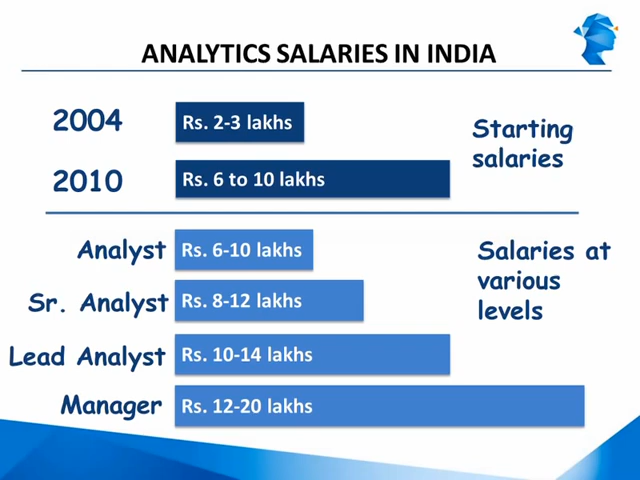 ANALYTICS SALARIES IN INDIA
2004 Rs. 2-3 lakhs
2010 Rs. 6 to 10 lakhs
Starting
salaries
Analyst Rs. 6-10 lakhs
Sr. Analyst Rs. 8-12 lakhs
Lead Analyst Rs. 10-14 lakhs
Manager Rs. 12-20 lakhs
Salaries at
various
levels